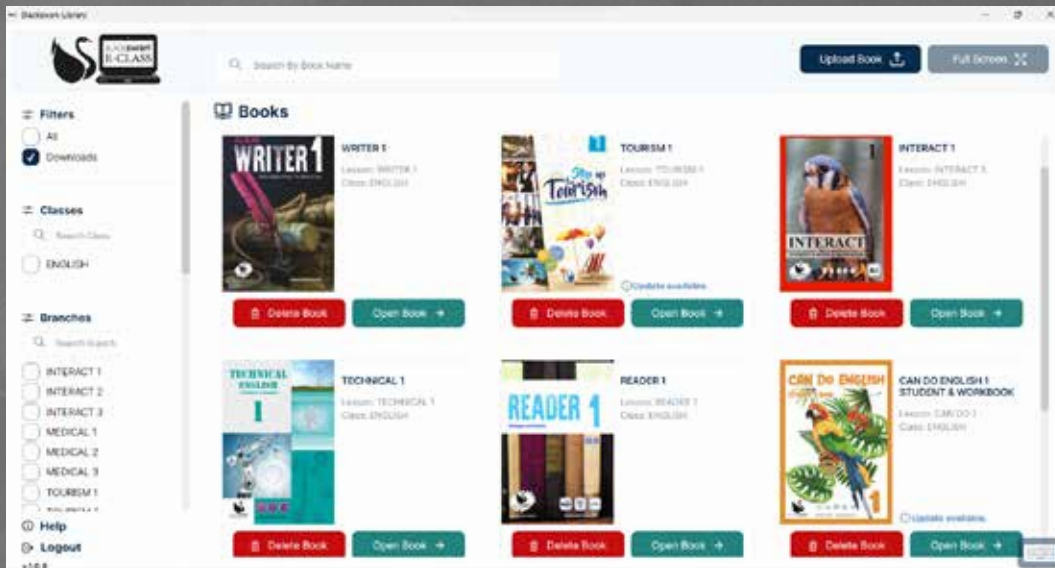 Blackswan Library
E-CLASS
Search By Book Name
Upload Book
Full Screen
Filters
All
Downloads
Classes
Search Class
ENGLISH
Branches
Search Branch
INTERACT 1
INTERACT 2
INTERACT 3
MEDICAL 1
MEDICAL 2
MEDICAL 3
TOURISM 1
Help
Logout
Books
WRITER 1
WRITER 1
Lesson: WRITER 1
Class: ENGLISH
Delete Book
Open Book
Step up
Tourism
TOURISM 1
Lesson: TOURISM 1
Class: ENGLISH
Update available.
Delete Book
Open Book
1
INTERACT
INTERACT 1
Class: ENGLISH
Delete Book
Open Book
TECHNICAL
ENGLISH
1
TECHNICAL 1
Lesson: TECHNICAL 1
Class: ENGLISH
Delete Book
Open Book
READER 1
READER 1
Lesson: READER 1
Class: ENGLISH
Delete Book
Open Book
CAN DO ENGLISH
1
CAN DO ENGLISH 1
STUDENT & WORKBOOK
Lesson: CAN DO 1
Class: ENGLISH
Update available.
Delete Book
Open Book